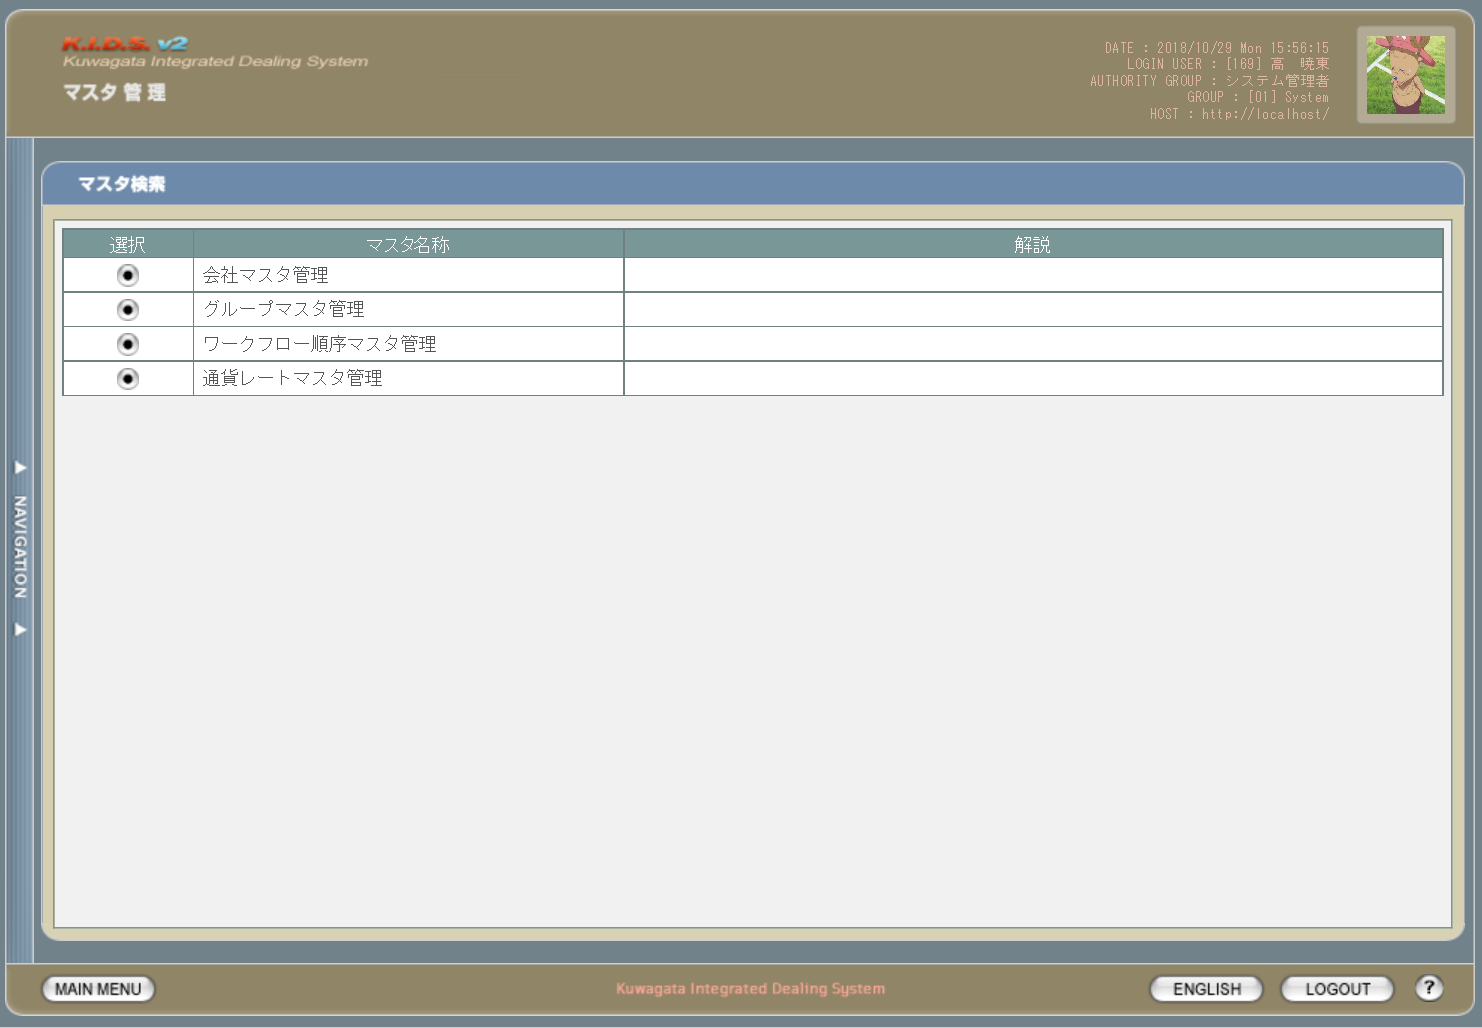 K.I.D.S. v2
Kuwagata Integrated Dealing System
マスタ管理
DATE : 2018/10/29 Mon 15:56:15
LOGIN USER : [169] 高　暁東
AUTHORITY GROUP : システム管理者
GROUP : [01] System
HOST : http://localhost/
マスタ検索
選択 マスタ名称 解説
会社マスタ管理
グループマスタ管理
ワークフロー順序マスタ管理
通貨レートマスタ管理
NAVIGATION
MAIN MENU Kuwagata Integrated Dealing System ENGLISH LOGOUT ?